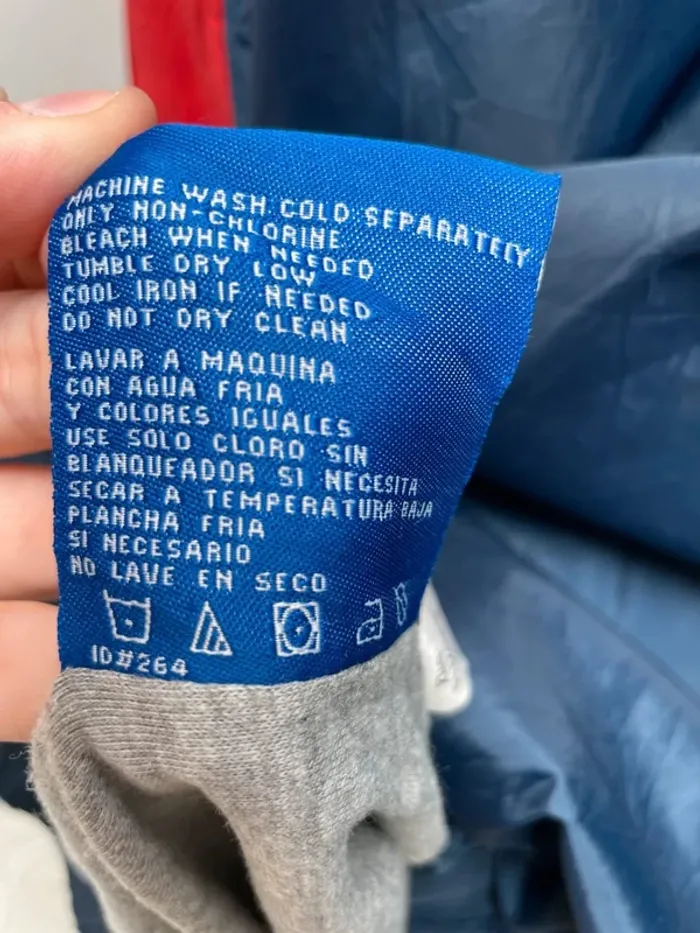 MACHINE WASH COLD SEPARATELY
ONLY NON-CHLORINE
BLEACH WHEN NEEDED
TUMBLE DRY LOW
COOL IRON IF NEEDED
DO NOT DRY CLEAN
LAVAR A MAQUINA
CON AGUA FRIA
Y COLORES IGUALES
USE SOLO CLORO SIN
BLANQUEADOR SI NECESITA
SECAR A TEMPERATURA BAJA
PLANCHA FRIA
SI NECESARIO
NO LAVE EN SECO
ID#264